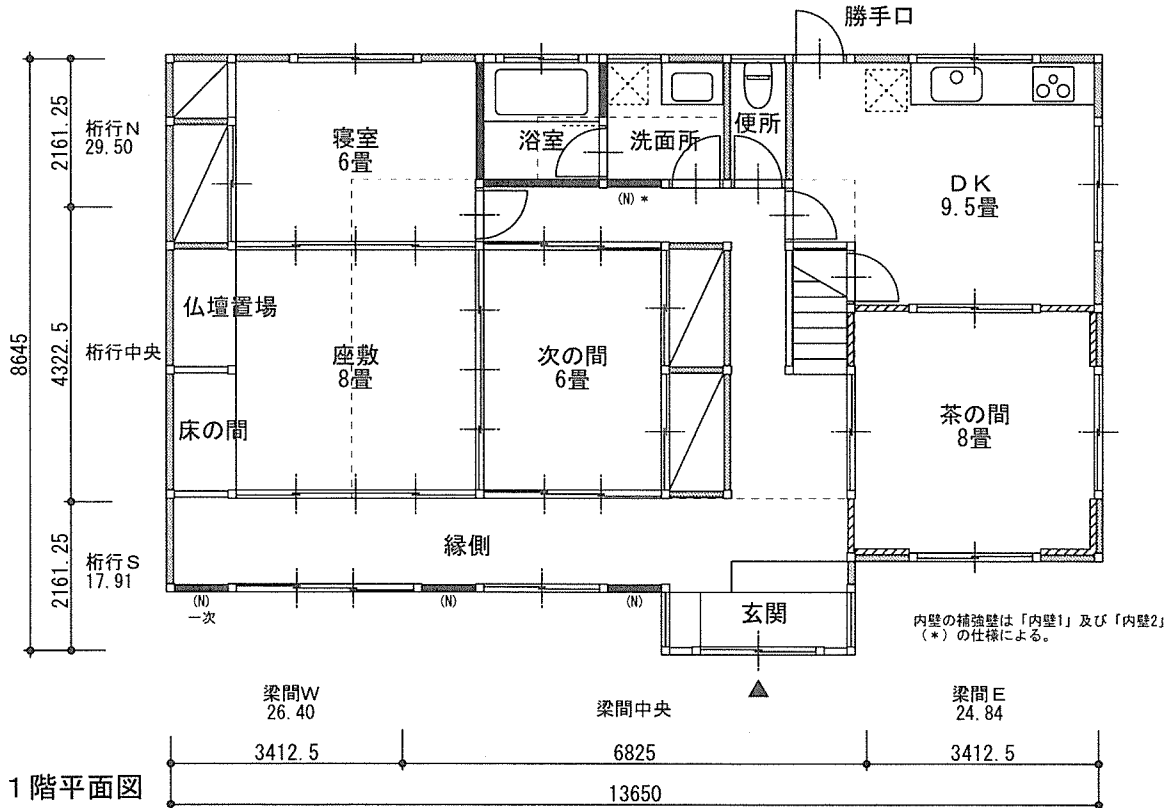 勝手口
2161.25
桁行N
29.50
寝室
6畳
浴室
洗面所
便所
DK
9.5畳
(N) *
8645
4322.5
桁行中央
仏壇置場
座敷
8畳
次の間
6畳
床の間
茶の間
8畳
2161.25
桁行S
17.91
縁側
(N)
一次
(N)
(N)
玄関
内壁の補強壁は「内壁1」及び「内壁2」
(*)の仕様による。
梁間W
26.40
梁間中央
梁間E
24.84
3412.5
6825
3412.5
1階平面図
13650